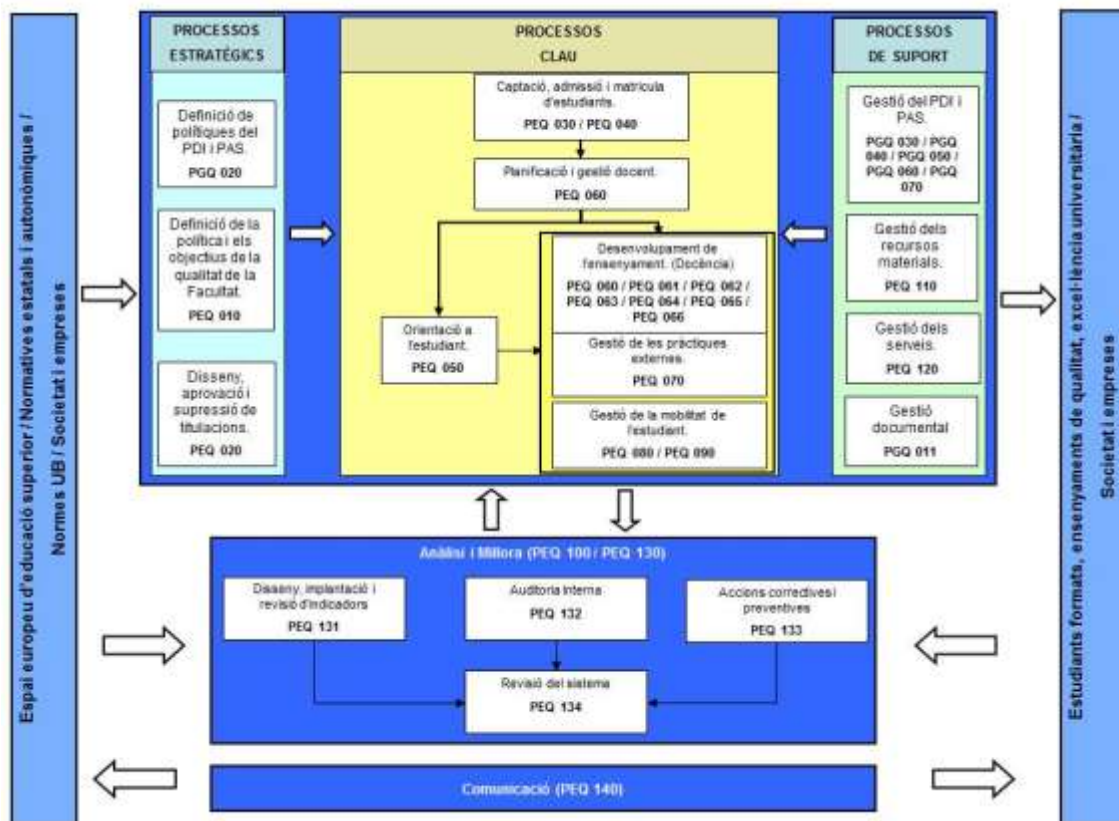 Espai europeu d'educació superior / Normatives estatals i autonòmiques /
Normes UB / Societat i empreses
PROCESSOS
ESTRATÉGICS
Definició de
polítiques del
PDI i PAS.
PGQ 020
Definició de la
política i els
objectius de la
qualitat de la
Facultat.
PEQ 010
Disseny,
aprovació i
supressió de
titulacions.
PEQ 020
PROCESSOS
CLAU
Captació, admissió i matrícula
d'estudiants.
PEQ 030 / PEQ 040
Planificació i gestió docent.
PEQ 060
Orientació a
l'estudiant.
PEQ 050
Desenvolupament de
l'ensenyament. (Docència)
PEQ 060 / PEQ 061 / PEQ 062 /
PEQ 063 / PEQ 064 / PEQ 065 /
PEQ 066
Gestió de les pràctiques
externes.
PEQ 070
Gestió de la mobilitat de
l'estudiant.
PEQ 080 / PEQ 090
PROCESSOS
DE SUPORT
Gestió del PDI i
PAS.
PGQ 030 / PGQ
040 / PGQ 050 /
PGQ 060 / PGQ
070
Gestió dels
recursos
materials.
PEQ 110
Gestió dels
serveis.
PEQ 120
Gestió
documental
PGQ 011
Estudiants formats, ensenyaments de qualitat, excel·lència universitària /
Societat i empreses
Anàlisi i Millora (PEQ 100 / PEQ 130)
Disseny, implantació i
revisió d'indicadors
PEQ 131
Auditoria Interna
PEQ 132
Accions correctives i
preventives
PEQ 133
Revisió del sistema
PEQ 134
Comunicació (PEQ 140)